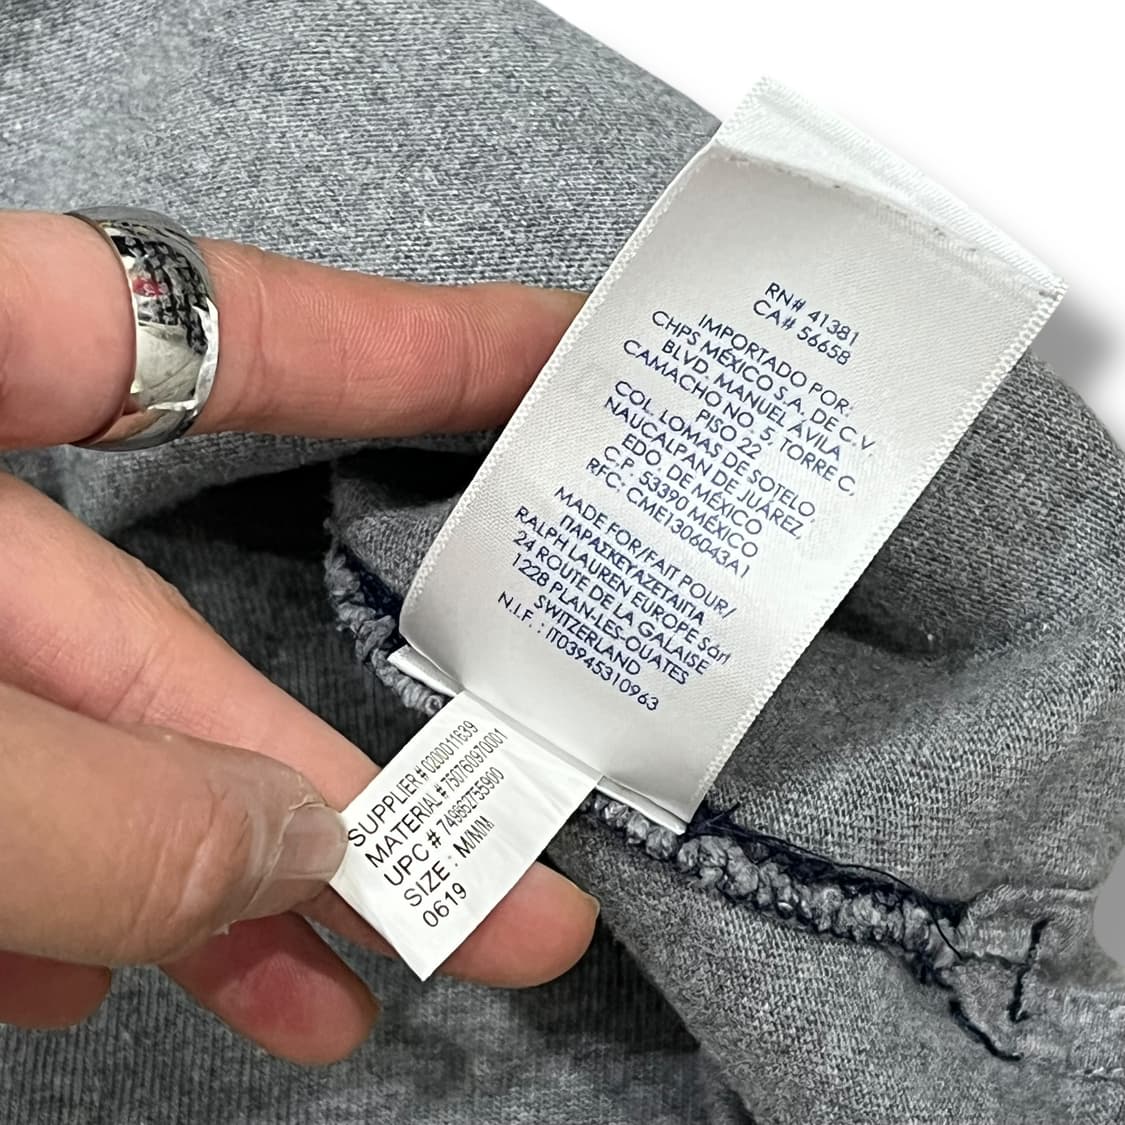 RN# 41381
CA# 56658
IMPORTADO POR:
CHPS MÉXICO S.A. DE C.V.
BLVD. MANUEL ÁVILA
CAMACHO NO. 5, TORRE C,
PISO 22
COL. LOMAS DE SOTELO,
NAUCALPAN DE JUÁREZ,
EDO. DE MÉXICO
C.P.: 53390 MÉXICO
RFC: CME1306043A1
MADE FOR/FAIT POUR/
ΠΑΡΑΣΚΕΥΑΖΕΤΑΙΓΙΑ
RALPH LAUREN EUROPE Sàrl
24 ROUTE DE LA GALAISE
1228 PLAN-LES-OUATES
SWITZERLAND
N.I.F. : IT03945310963
SUPPLIER# 0200011639
MATERIAL# 750760970001
UPC # 749862755900
SIZE : M/M/M
0619